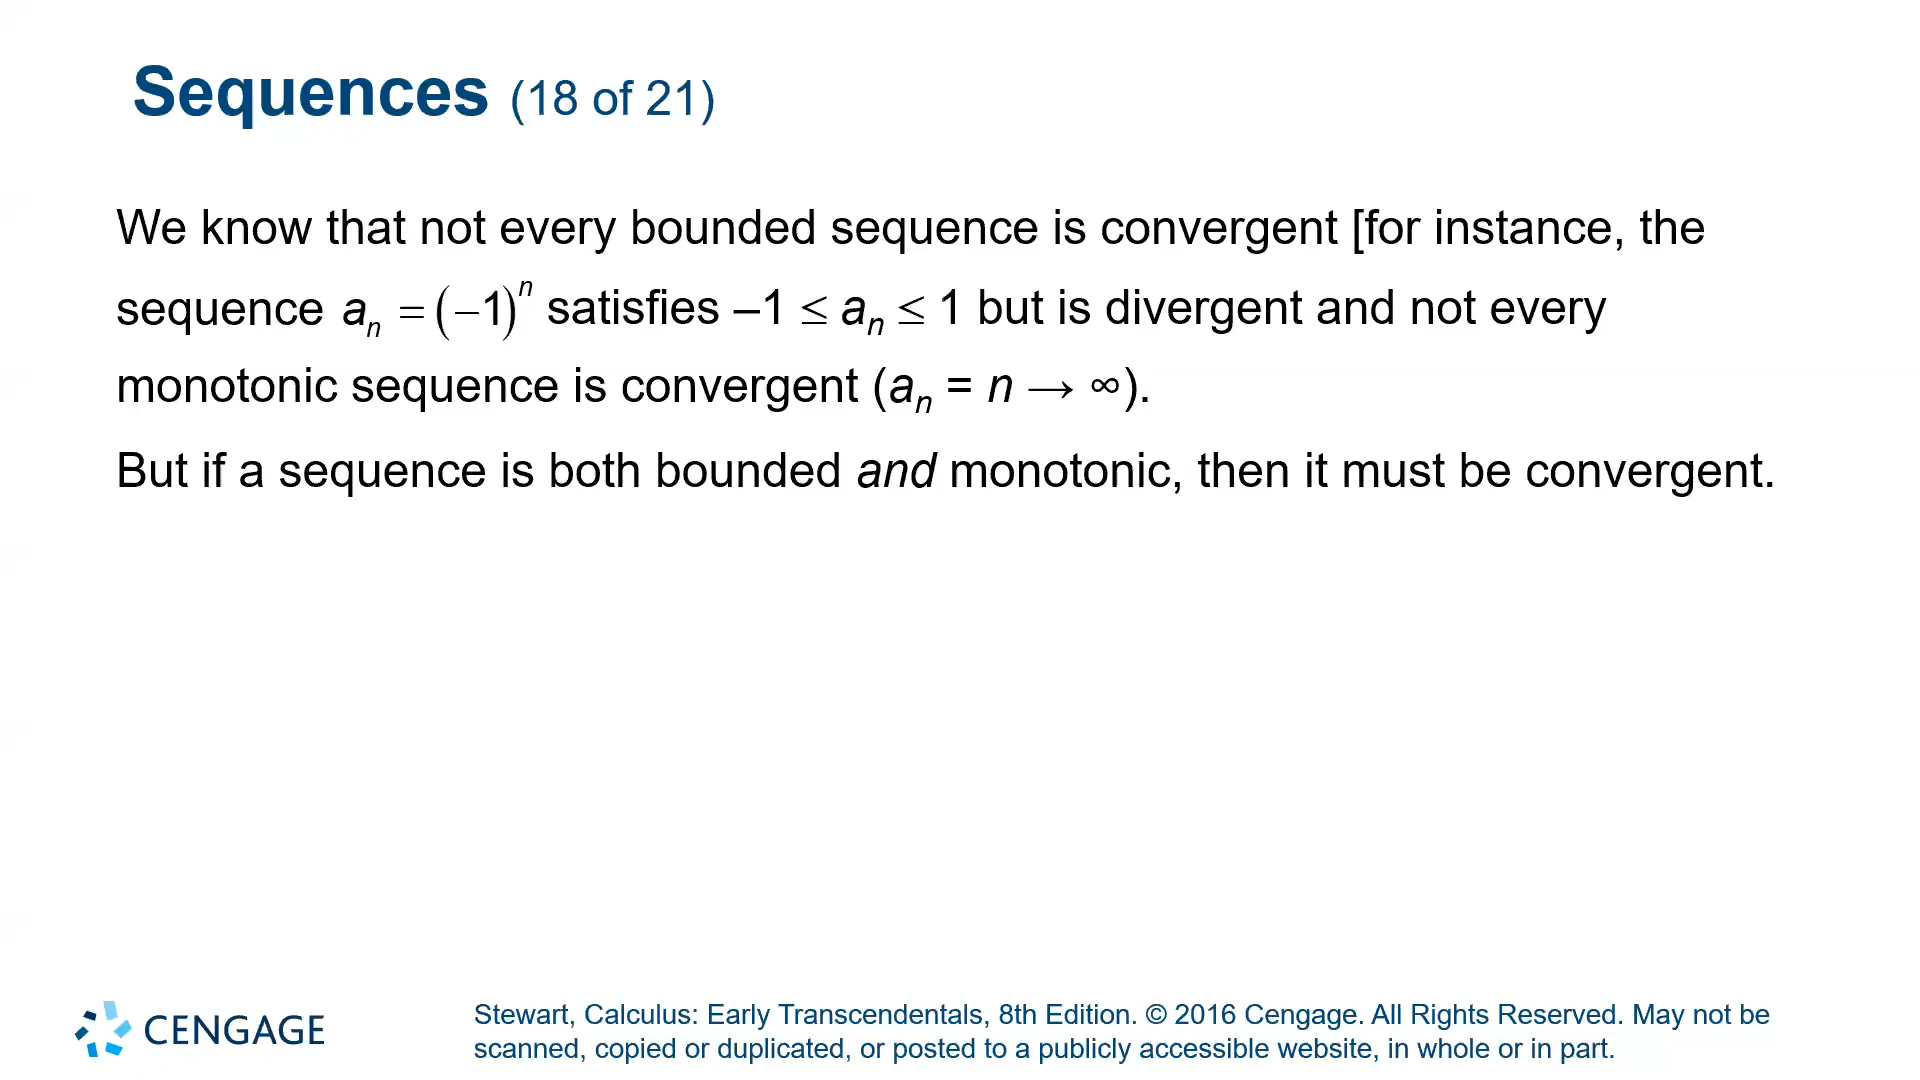 Sequences (18 of 21)
We know that not every bounded sequence is convergent [for instance, the
sequence aₙ = (−1)ⁿ satisfies –1 ≤ aₙ ≤ 1 but is divergent and not every
monotonic sequence is convergent (aₙ = n → ∞).
But if a sequence is both bounded and monotonic, then it must be convergent.
CENGAGE
Stewart, Calculus: Early Transcendentals, 8th Edition. © 2016 Cengage. All Rights Reserved. May not be
scanned, copied or duplicated, or posted to a publicly accessible website, in whole or in part.